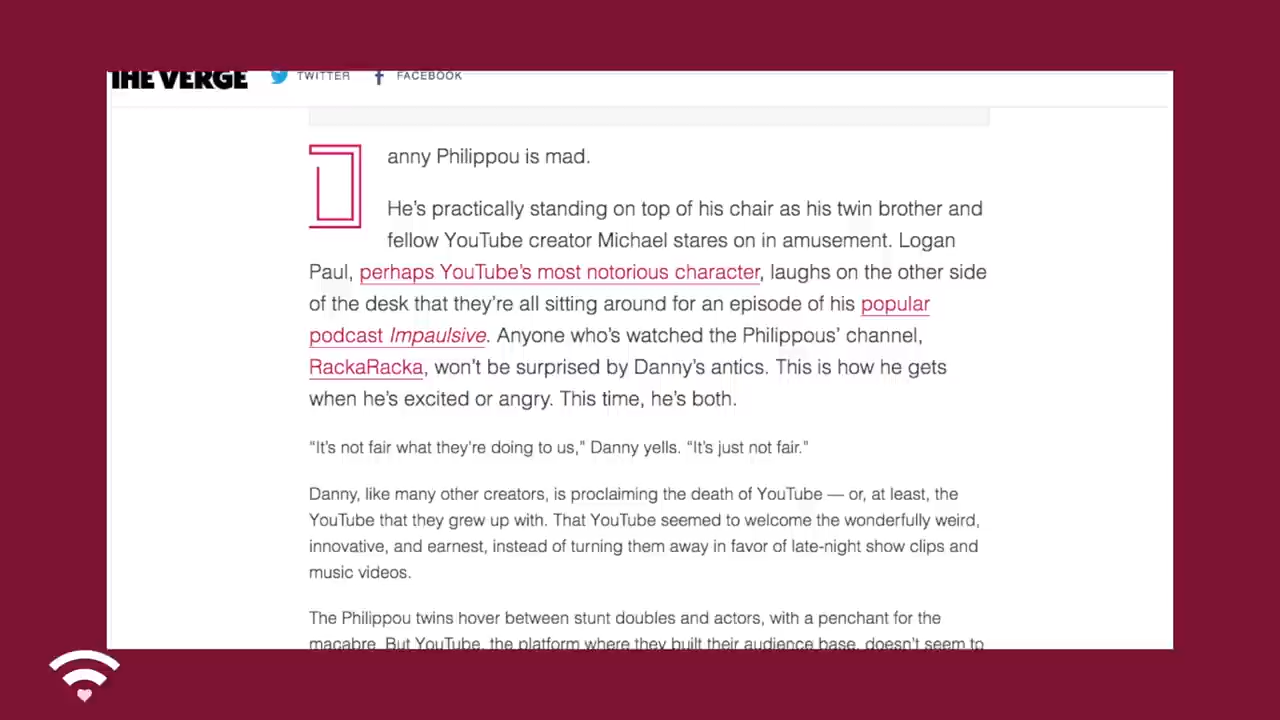 THE VERGE TWITTER FACEBOOK
Danny Philippou is mad.
He's practically standing on top of his chair as his twin brother and
fellow YouTube creator Michael stares on in amusement. Logan
Paul, perhaps YouTube's most notorious character, laughs on the other side
of the desk that they're all sitting around for an episode of his popular
podcast Impaulsive. Anyone who's watched the Philippous' channel,
RackaRacka, won't be surprised by Danny's antics. This is how he gets
when he's excited or angry. This time, he's both.
“It's not fair what they're doing to us,” Danny yells. “It's just not fair.”
Danny, like many other creators, is proclaiming the death of YouTube — or, at least, the
YouTube that they grew up with. That YouTube seemed to welcome the wonderfully weird,
innovative, and earnest, instead of turning them away in favor of late-night show clips and
music videos.
The Philippou twins hover between stunt doubles and actors, with a penchant for the
macabre. But YouTube, the platform where they built their audience base, doesn't seem to